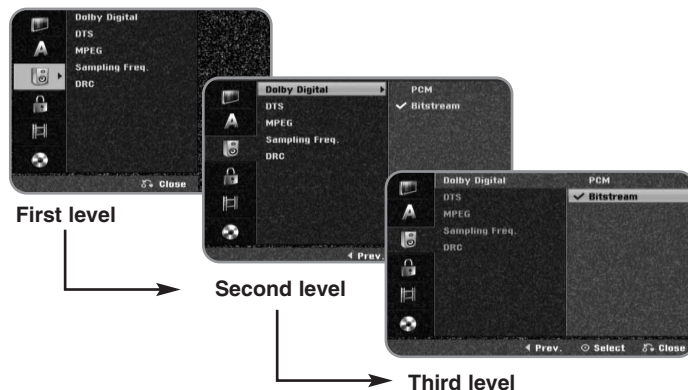 Dolby Digital
DTS
MPEG
Sampling Freq.
DRC
Close
First level
Dolby Digital
DTS
MPEG
Sampling Freq.
DRC
PCM
Bitstream
Prev.
Second level
Dolby Digital
DTS
MPEG
Sampling Freq.
DRC
PCM
Bitstream
Prev. Select Close
Third level